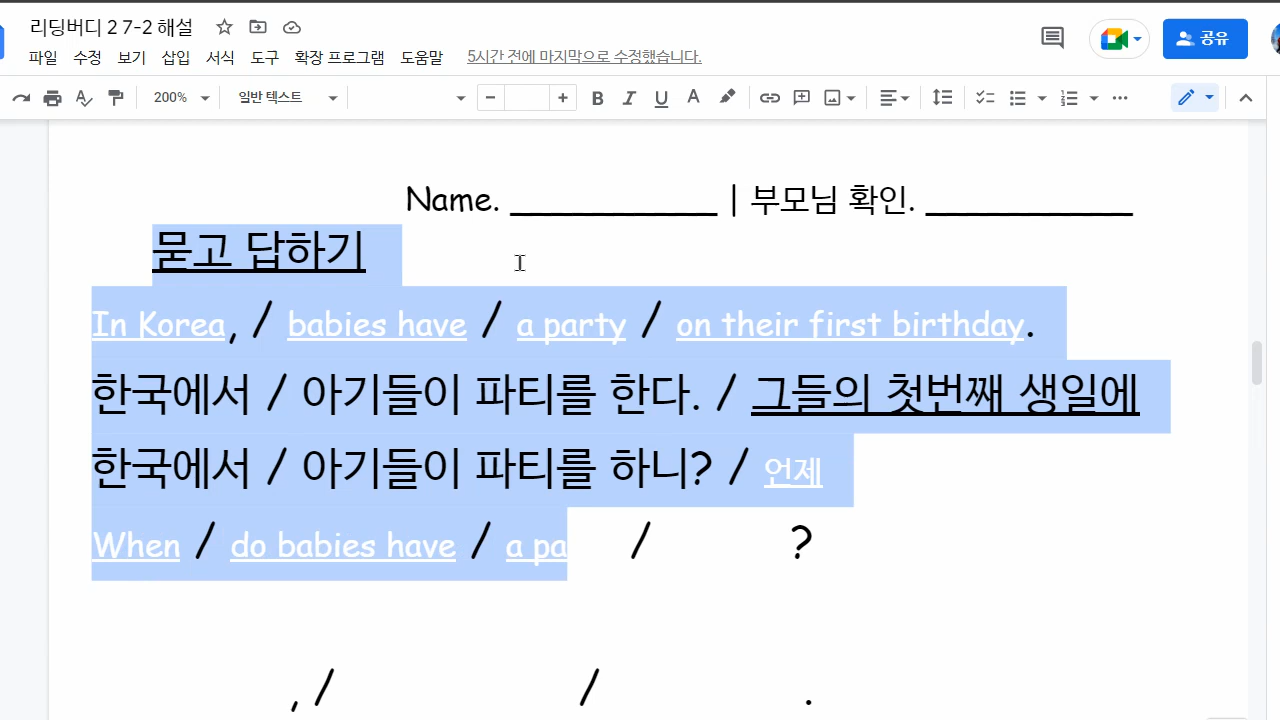 리딩버디 2 7-2 해설
파일 수정 보기 삽입 서식 도구 확장 프로그램 도움말 5시간 전에 마지막으로 수정했습니다.
공유
200% 일반 텍스트
Name. ___________ | 부모님 확인. ___________
묻고 답하기
In Korea, / babies have / a party / on their first birthday.
한국에서 / 아기들이 파티를 한다. / 그들의 첫번째 생일에
한국에서 / 아기들이 파티를 하니? / 언제
When / do babies have / a pa / ?
, / / .